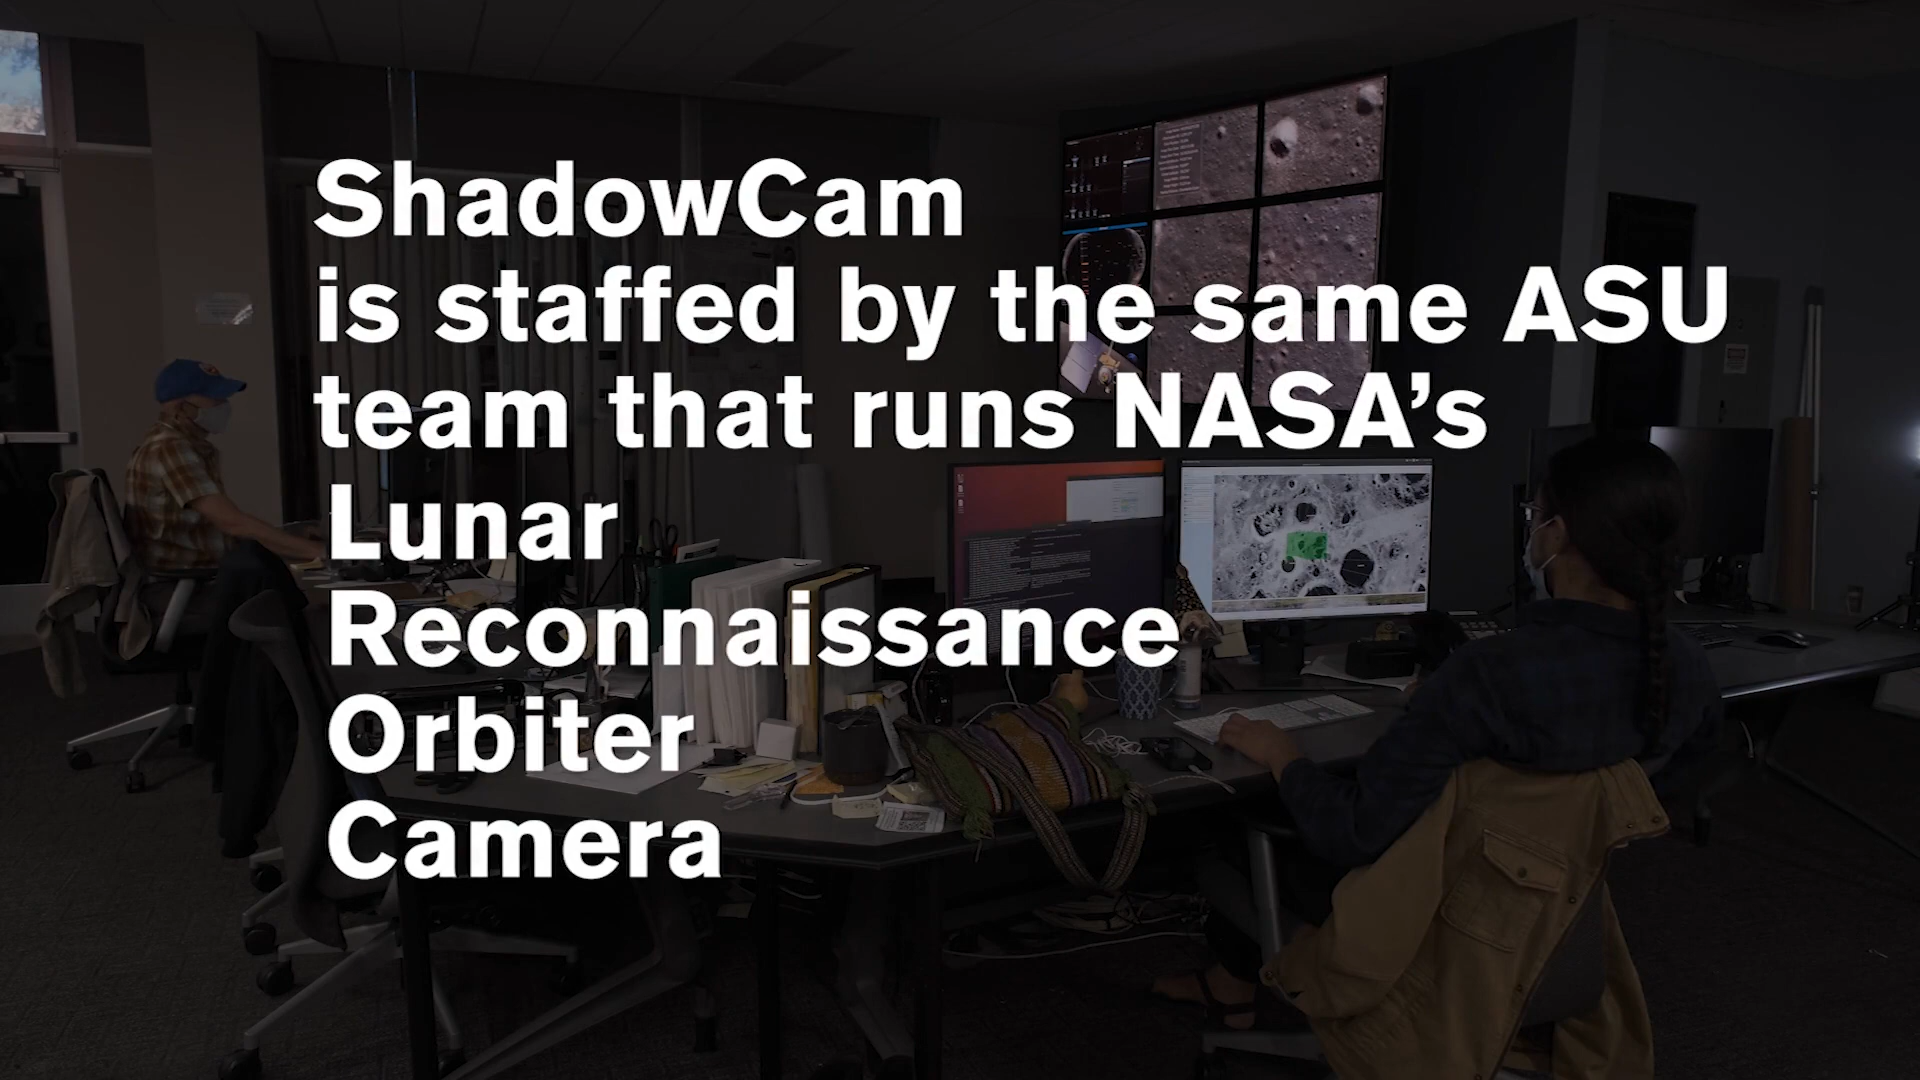 ShadowCam
is staffed by the same ASU
team that runs NASA’s
Lunar
Reconnaissance
Orbiter
Camera